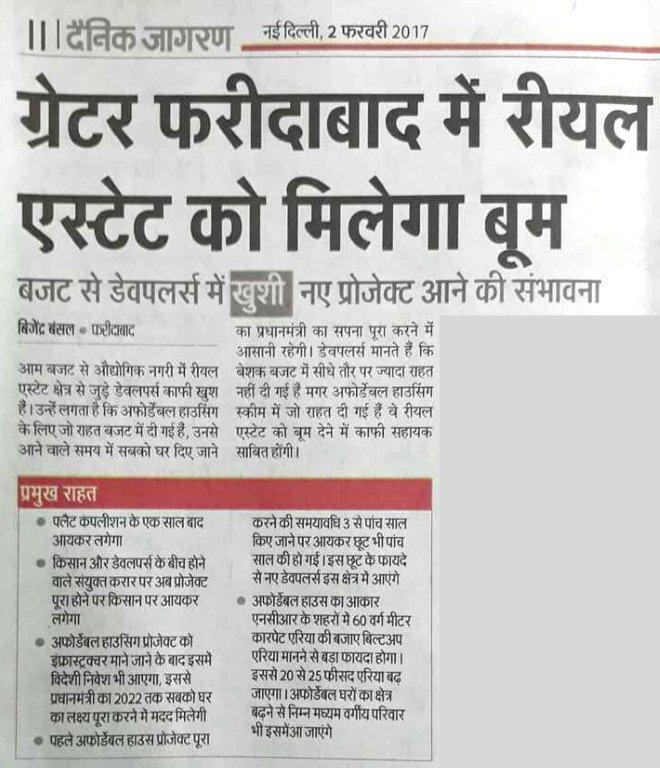 दैनिक जागरण
नई दिल्ली, 2 फरवरी 2017
ग्रेटर फरीदाबाद में रीयल
एस्टेट को मिलेगा बूम
बजट से डेवपलर्स में खुशी नए प्रोजेक्ट आने की संभावना
बिजेंद्र बंसल ● फरीदाबाद
आम बजट से औद्योगिक नगरी में रीयल
एस्टेट क्षेत्र से जुड़े डेवलपर्स काफी खुश
हैं। उन्हें लगता है कि अफोर्डेबल हाउसिंग
के लिए जो राहत बजट में दी गई है, उनसे
आने वाले समय में सबको घर दिए जाने
का प्रधानमंत्री का सपना पूरा करने में
आसानी रहेगी। डेवपलर्स मानते हैं कि
बेशक बजट में सीधे तौर पर ज्यादा राहत
नहीं दी गई हैं मगर अफोर्डेबल हाउसिंग
स्कीम में जो राहत दी गई हैं वे रीयल
एस्टेट को बूम देने में काफी सहायक
साबित होंगी।
प्रमुख राहत
● फ्लैट कंपलीशन के एक साल बाद
आयकर लगेगा
● किसान और डेवलपर्स के बीच होने
वाले संयुक्त करार पर अब प्रोजेक्ट
पूरा होने पर किसान पर आयकर
लगेगा
● अफोर्डेबल हाउसिंग प्रोजेक्ट को
इंफ्रास्ट्रक्चर माने जाने के बाद इसमें
विदेशी निवेश भी आएगा, इससे
प्रधानमंत्री का 2022 तक सबको घर
का लक्ष्य पूरा करने में मदद मिलेगी
● पहले अफोर्डेबल हाउस प्रोजेक्ट पूरा
करने की समयावधि 3 से पांच साल
किए जाने पर आयकर छूट भी पांच
साल की हो गई। इस छूट के फायदे
से नए डेवपलर्स इस क्षेत्र में आएंगे
● अफोर्डेबल हाउस का आकार
एनसीआर के शहरों में 60 वर्ग मीटर
कारपेट एरिया की बजाए बिल्टअप
एरिया मानने से बड़ा फायदा होगा।
इससे 20 से 25 फीसद एरिया बढ़
जाएगा। अफोर्डेबल घरों का क्षेत्र
बढ़ने से निम्न मध्यम वर्गीय परिवार
भी इसमें आ जाएंगे